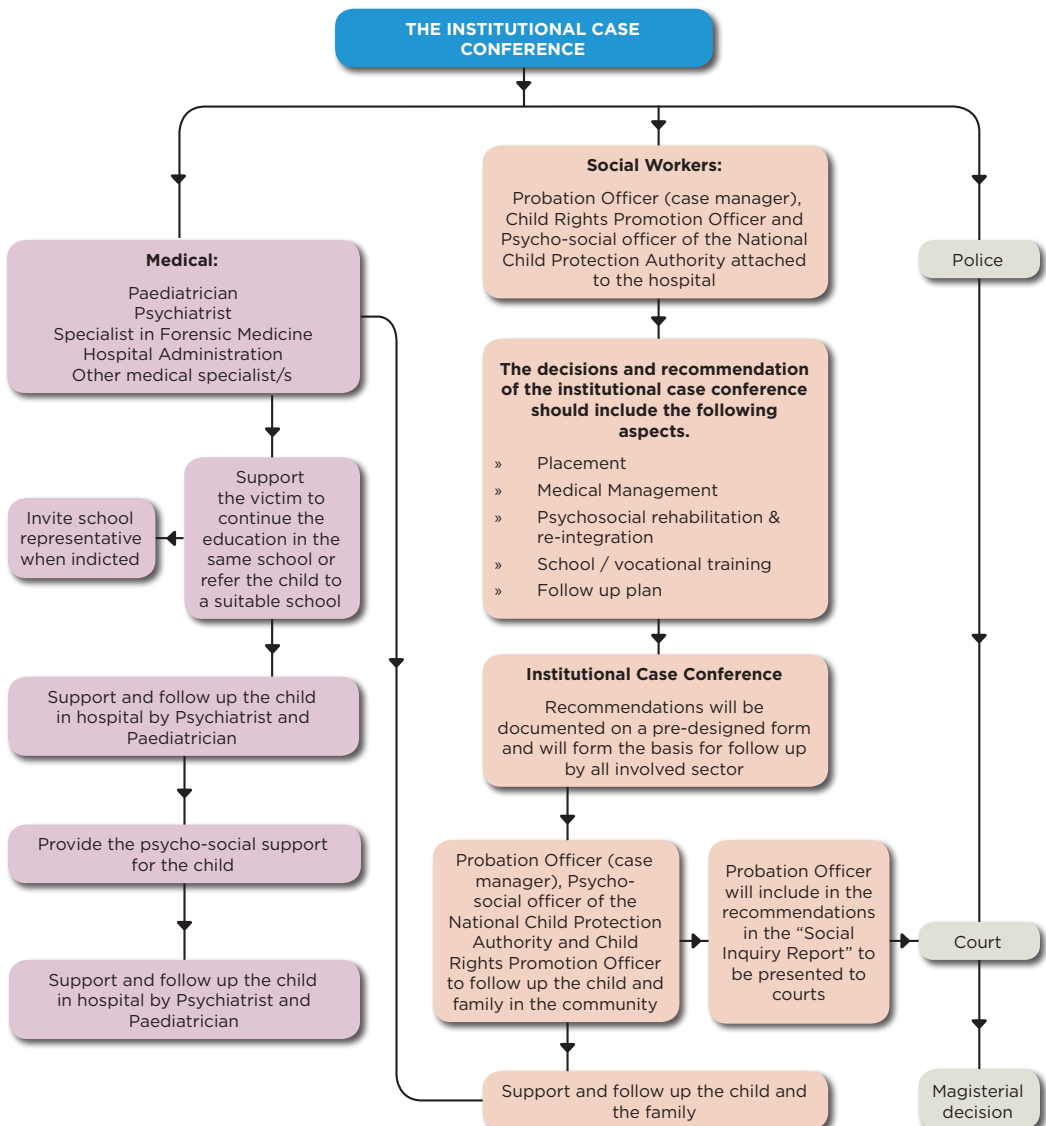 THE INSTITUTIONAL CASE
CONFERENCE
Medical:
Paediatrician
Psychiatrist
Specialist in Forensic Medicine
Hospital Administration
Other medical specialist/s
Support
the victim to
continue the
education in the
same school or
refer the child to
a suitable school
Invite school
representative
when indicted
Support and follow up the child
in hospital by Psychiatrist and
Paediatrician
Provide the psycho-social support
for the child
Support and follow up the child
in hospital by Psychiatrist and
Paediatrician
Social Workers:
Probation Officer (case manager),
Child Rights Promotion Officer and
Psycho-social officer of the National
Child Protection Authority attached
to the hospital
The decisions and recommendation
of the institutional case conference
should include the following
aspects.
» Placement
» Medical Management
» Psychosocial rehabilitation &
re-integration
» School / vocational training
» Follow up plan
Institutional Case Conference
Recommendations will be
documented on a pre-designed form
and will form the basis for follow up
by all involved sector
Probation Officer (case
manager), Psycho-
social officer of the
National Child Protection
Authority and Child
Rights Promotion Officer
to follow up the child and
family in the community
Probation Officer
will include in the
recommendations
in the “Social
Inquiry Report” to
be presented to
courts
Support and follow up the child and
the family
Police
Court
Magisterial
decision